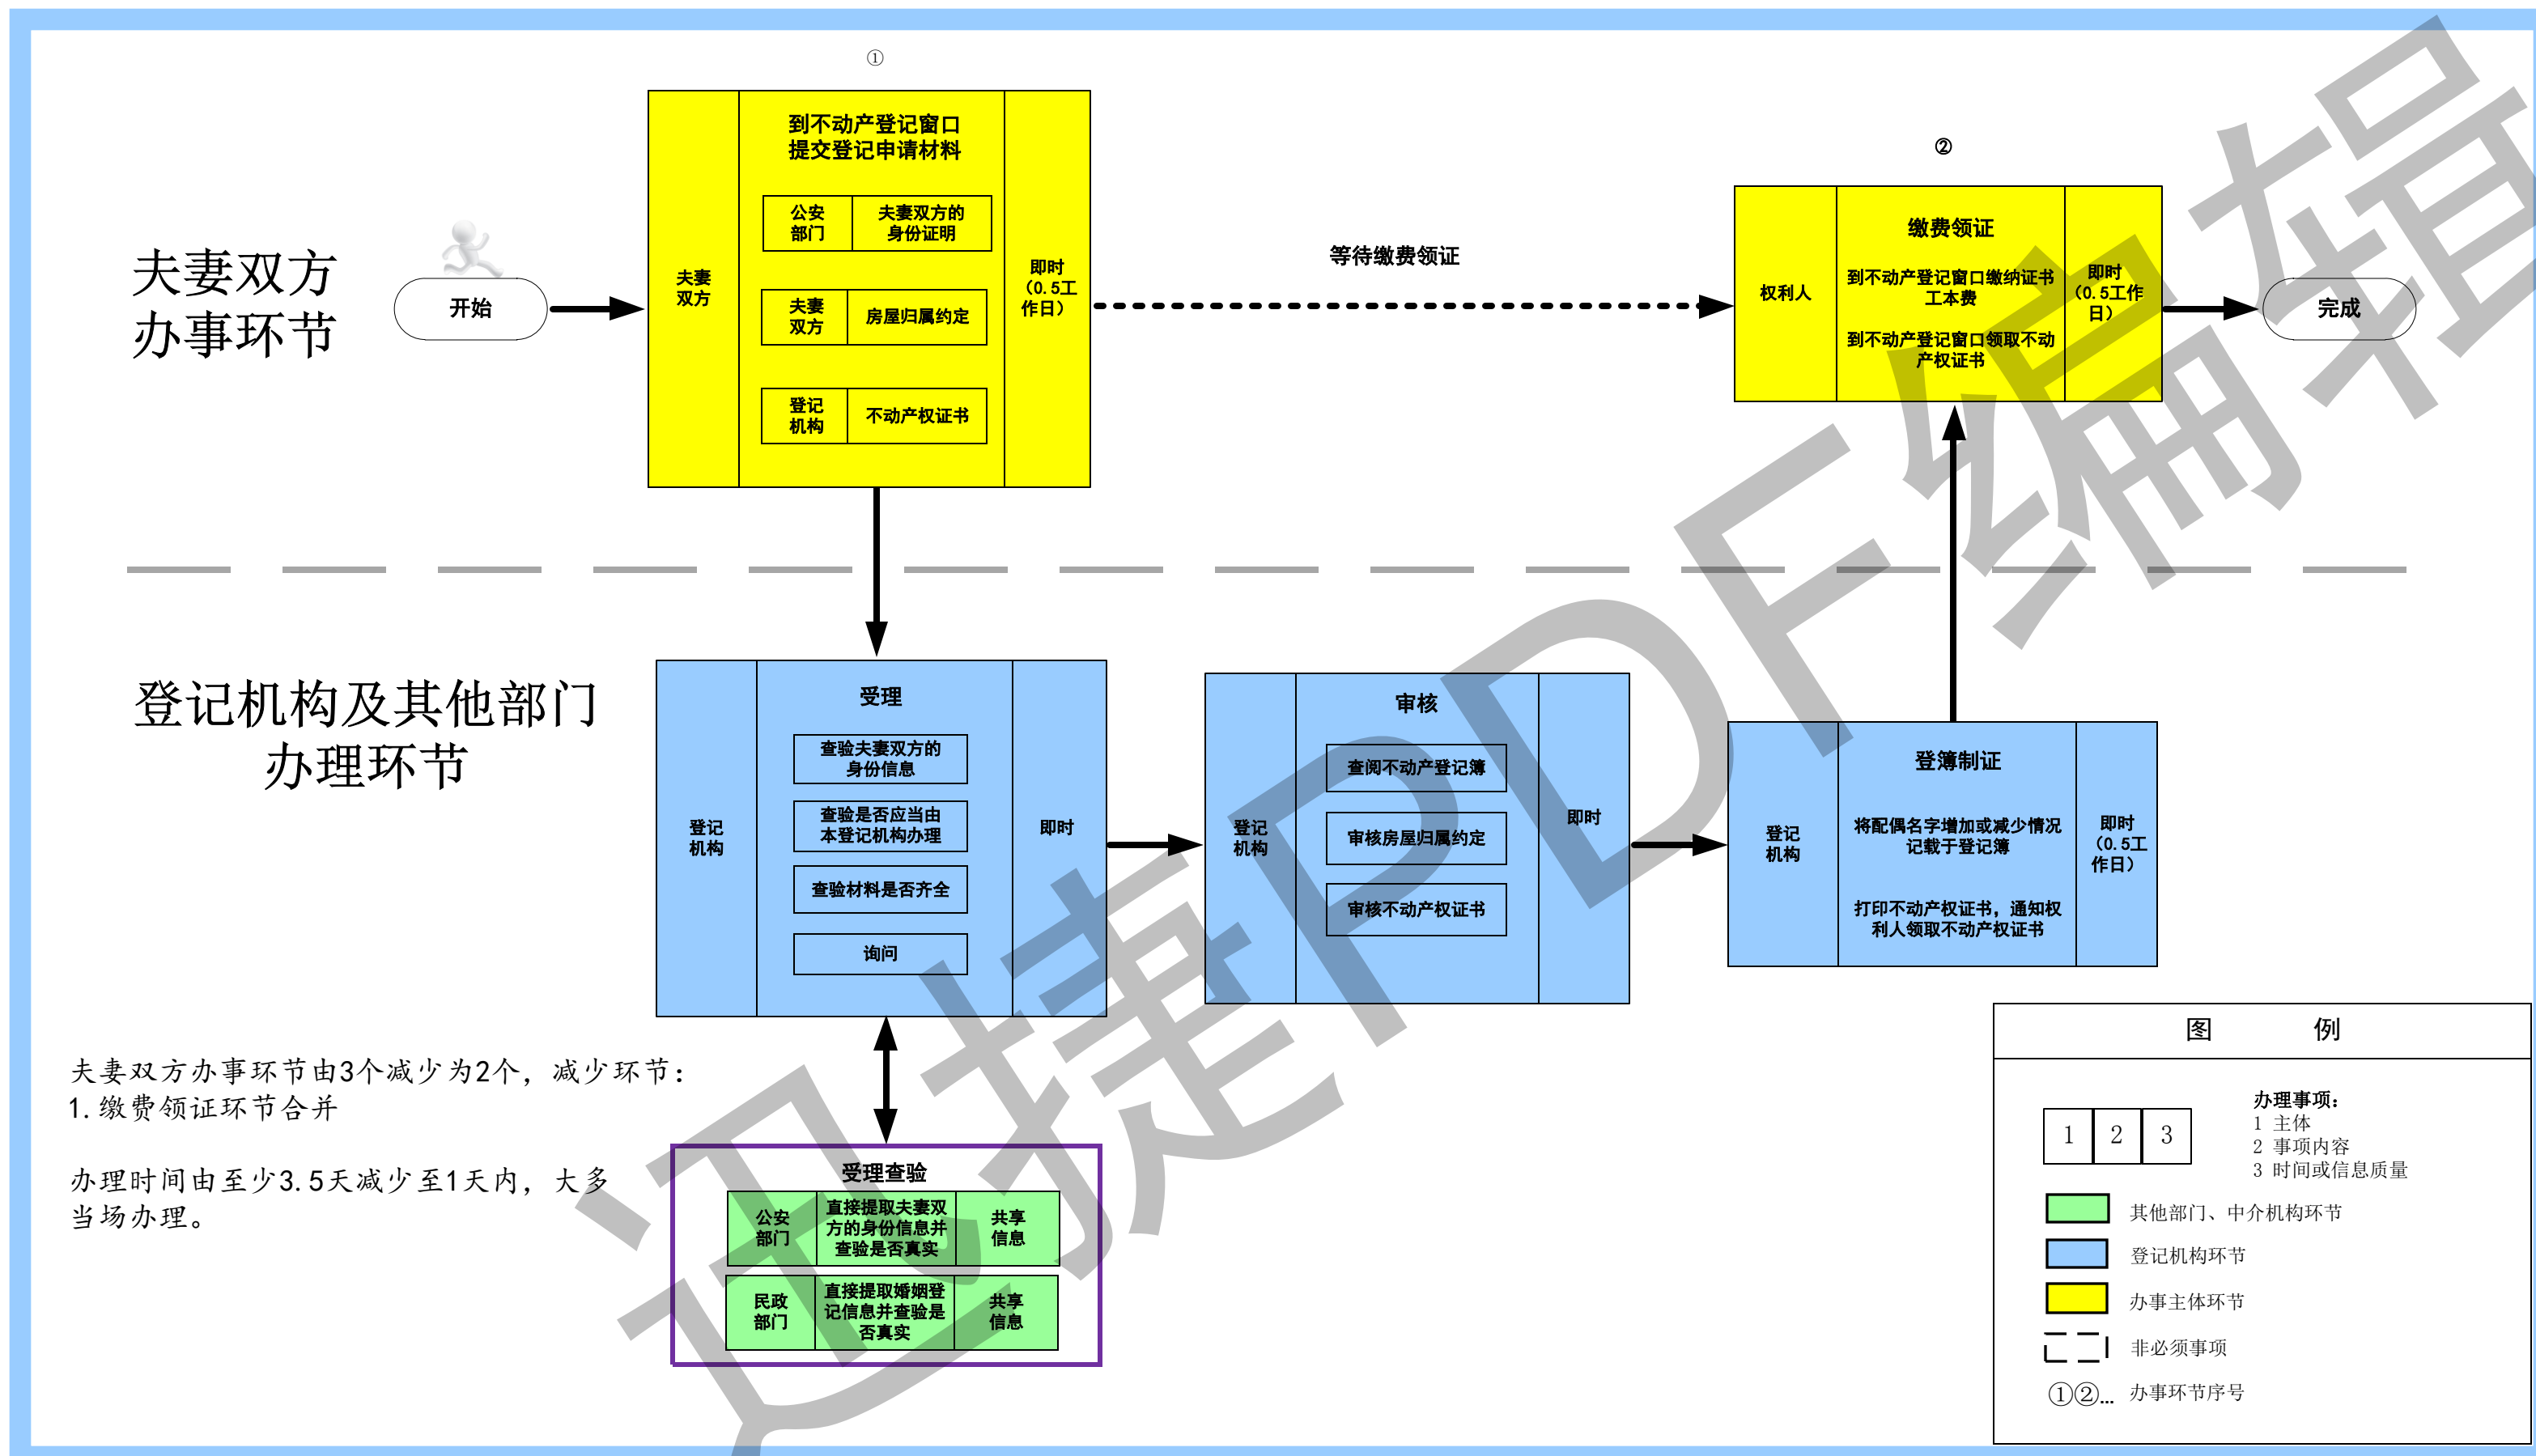 ①
到不动产登记窗口
提交登记申请材料
公安
部门
夫妻双方的
身份证明
夫妻
双方
房屋归属约定
登记
机构
不动产权证书
夫妻
双方
即时
（0.5工
作日）
夫妻双方
办事环节
开始
等待缴费领证
②
权利人
缴费领证
到不动产登记窗口缴纳证书
工本费
到不动产登记窗口领取不动
产权证书
即时
（0.5工作
日）
完成
登记机构及其他部门
办理环节
登记
机构
受理
查验夫妻双方的
身份信息
查验是否应当由
本登记机构办理
查验材料是否齐全
询问
即时
登记
机构
审核
查阅不动产登记簿
审核房屋归属约定
审核不动产权证书
即时
登记
机构
登簿制证
将配偶名字增加或减少情况
记载于登记簿
打印不动产权证书，通知权
利人领取不动产权证书
即时
（0.5工
作日）
夫妻双方办事环节由3个减少为2个，减少环节：
1.缴费领证环节合并
办理时间由至少3.5天减少至1天内，大多
当场办理。
受理查验
公安
部门
直接提取夫妻双
方的身份信息并
查验是否真实
共享
信息
民政
部门
直接提取婚姻登
记信息并查验是
否真实
共享
信息
图 例
1 2 3
办理事项：
1 主体
2 事项内容
3 时间或信息质量
其他部门、中介机构环节
登记机构环节
办事主体环节
非必须事项
①②… 办事环节序号
迅捷PDF编辑